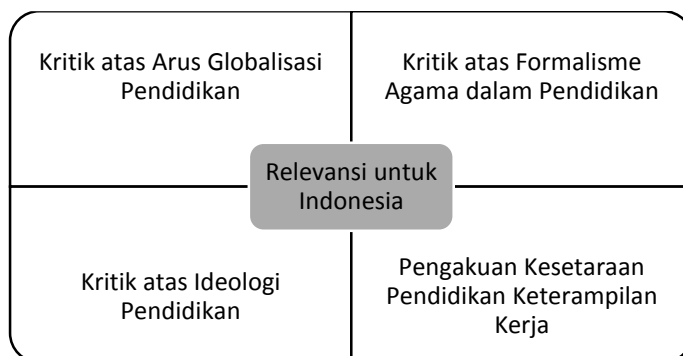 Kritik atas Arus Globalisasi
Pendidikan
Kritik atas Formalisme
Agama dalam Pendidikan
Relevansi untuk
Indonesia
Kritik atas Ideologi
Pendidikan
Pengakuan Kesetaraan
Pendidikan Keterampilan
Kerja